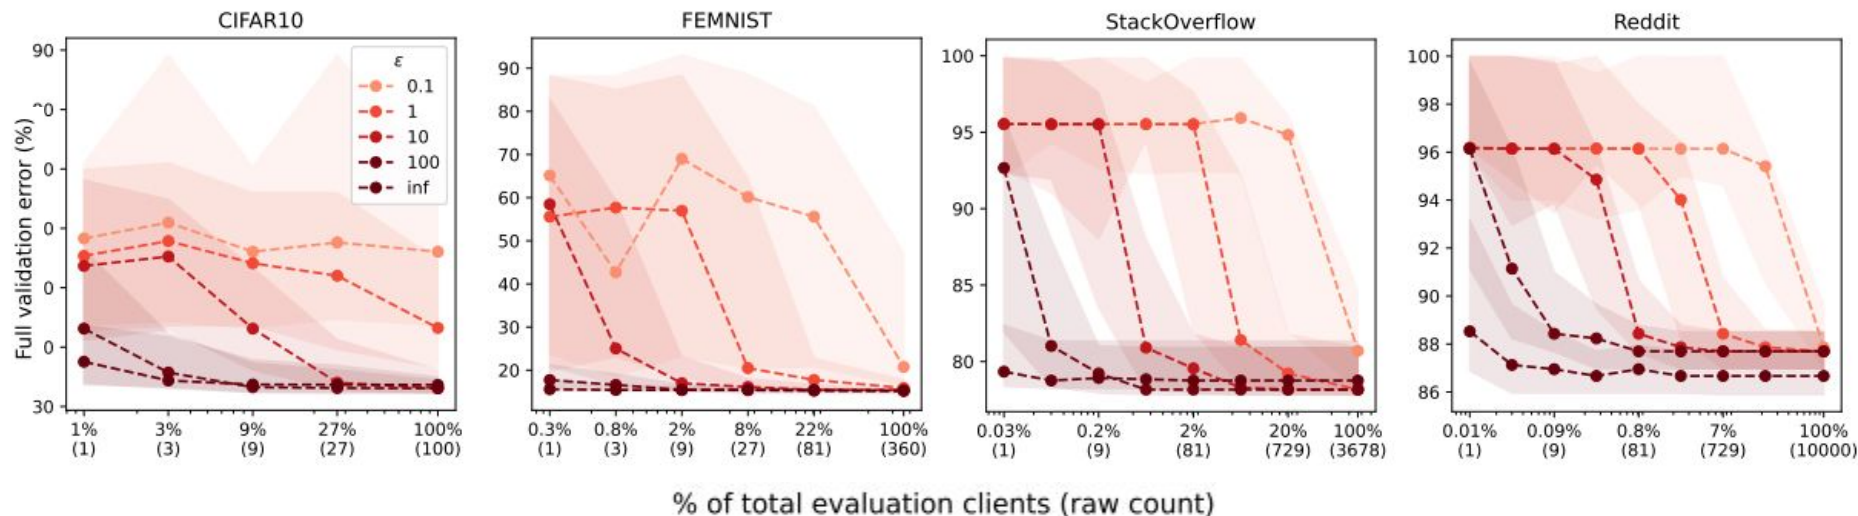 CIFAR10
FEMNIST
StackOverflow
Reddit
Full validation error (%)
90
0
0
0
0
0
30
ε
0.1
1
10
100
inf
1% 3% 9% 27% 100%
(1) (3) (9) (27) (100)
90
80
70
60
50
40
30
20
0.3% 0.8% 2% 8% 22% 100%
(1) (3) (9) (27) (81) (360)
100
95
90
85
80
0.03% 0.2% 2% 20% 100%
(1) (9) (81) (729) (3678)
100
98
96
94
92
90
88
86
0.01% 0.09% 0.8% 7% 100%
(1) (9) (81) (729) (10000)
% of total evaluation clients (raw count)